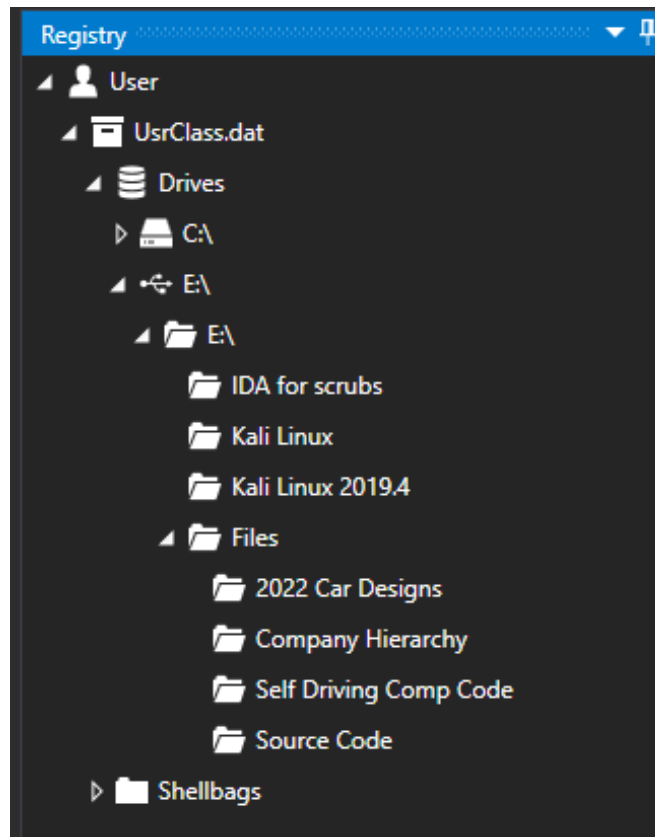 Registry
User
UsrClass.dat
Drives
C:\
E:\
E:\
IDA for scrubs
Kali Linux
Kali Linux 2019.4
Files
2022 Car Designs
Company Hierarchy
Self Driving Comp Code
Source Code
Shellbags